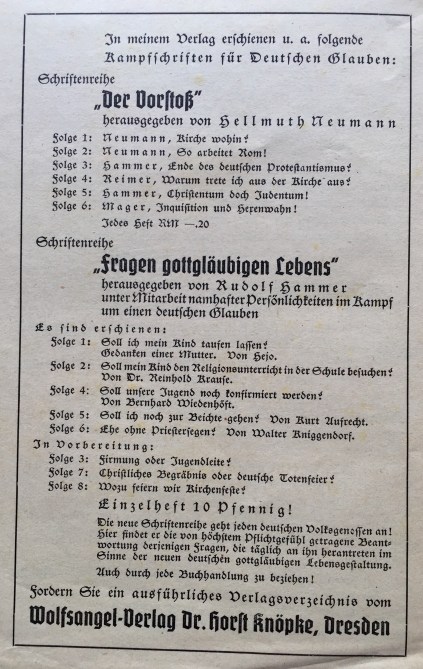 In meinem Verlag erschienen u. a. folgende
Kampfschriften für Deutschen Glauben:
Schriftenreihe
„Der Vorstoß“
herausgegeben von Hellmuth Neumann
Folge 1: Neumann, Kirche wohin?
Folge 2: Neumann, So arbeitet Rom!
Folge 3: Hammer, Ende des deutschen Protestantismus?
Folge 4: Reimer, Warum trete ich aus der Kirche aus?
Folge 5: Hammer, Christentum doch Judentum!
Folge 6: Mager, Inquisition und Hexenwahn!
Jedes Heft RM —.20
Schriftenreihe
„Fragen gottgläubigen Lebens“
herausgegeben von Rudolf Hammer
unter Mitarbeit namhafter Persönlichkeiten im Kampf
um einen deutschen Glauben
Es sind erschienen:
Folge 1: Soll ich mein Kind taufen lassen?
Gedanken einer Mutter. Von Hejo.
Folge 2: Soll mein Kind den Religionsunterricht in der Schule besuchen?
Von Dr. Reinhold Krause.
Folge 4: Soll unsere Jugend noch konfirmiert werden?
Von Bernhard Wiedenhöft.
Folge 5: Soll ich noch zur Beichte gehen? Von Kurt Aufrecht.
Folge 6: Ehe ohne Priestersegen? Von Walter Kniggendorf.
In Vorbereitung:
Folge 3: Firmung oder Jugendleite?
Folge 7: Christliches Begräbnis oder deutsche Totenfeier?
Folge 8: Wozu feiern wir Kirchenfeste?
Einzelheft 10 Pfennig!
Die neue Schriftenreihe geht jeden deutschen Volksgenossen an!
Hier findet er die von höchstem Pflichtgefühl getragene Beant-
wortung derjenigen Fragen, die täglich an ihn herantreten im
Sinne der neuen deutschen gottgläubigen Lebensgestaltung.
Auch durch jede Buchhandlung zu beziehen!
Fordern Sie ein ausführliches Verlagsverzeichnis vom
Wolfsangel-Verlag Dr. Horst Knöpke, Dresden